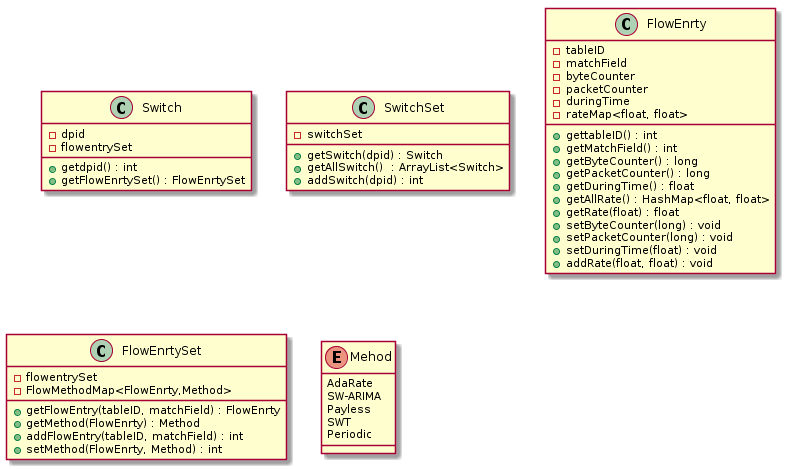 C Switch
dpid
flowentrySet
getdpid() : int
getFlowEnrtySet() : FlowEnrtySet
C SwitchSet
switchSet
getSwitch(dpid) : Switch
getAllSwitch() : ArrayList<Switch>
addSwitch(dpid) : int
C FlowEnrty
tableID
matchField
byteCounter
packetCounter
duringTime
rateMap<float, float>
gettableID() : int
getMatchField() : int
getByteCounter() : long
getPacketCounter() : long
getDuringTime() : float
getAllRate() : HashMap<float, float>
getRate(float) : float
setByteCounter(long) : void
setPacketCounter(long) : void
setDuringTime(float) : void
addRate(float, float) : void
C FlowEnrtySet
flowentrySet
FlowMethodMap<FlowEnrty,Method>
getFlowEntry(tableID, matchField) : FlowEnrty
getMethod(FlowEnrty) : Method
addFlowEntry(tableID, matchField) : int
setMethod(FlowEnrty, Method) : int
E Mehod
AdaRate
SW-ARIMA
Payless
SWT
Periodic